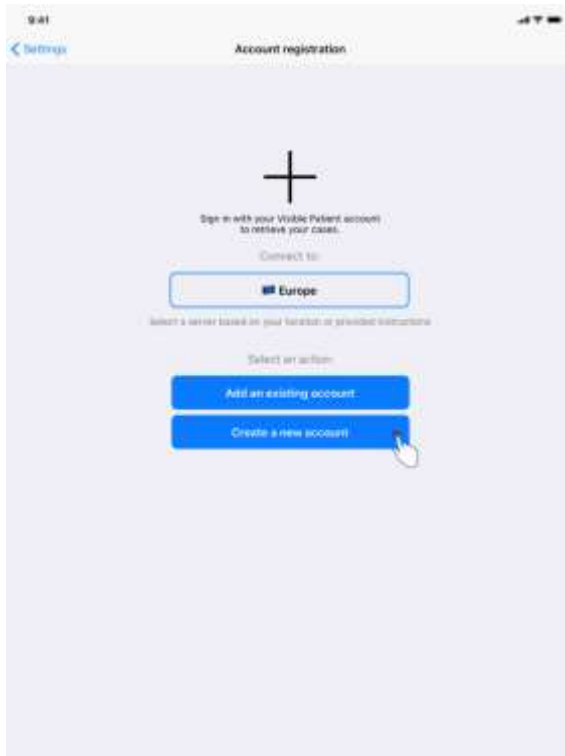 9:41
Settings
Account registration
Sign in with your Visible Patient account
to retrieve your cases.
Connect to:
Europe
Select a server based on your location or provided instructions
Select an action:
Add an existing account
Create a new account